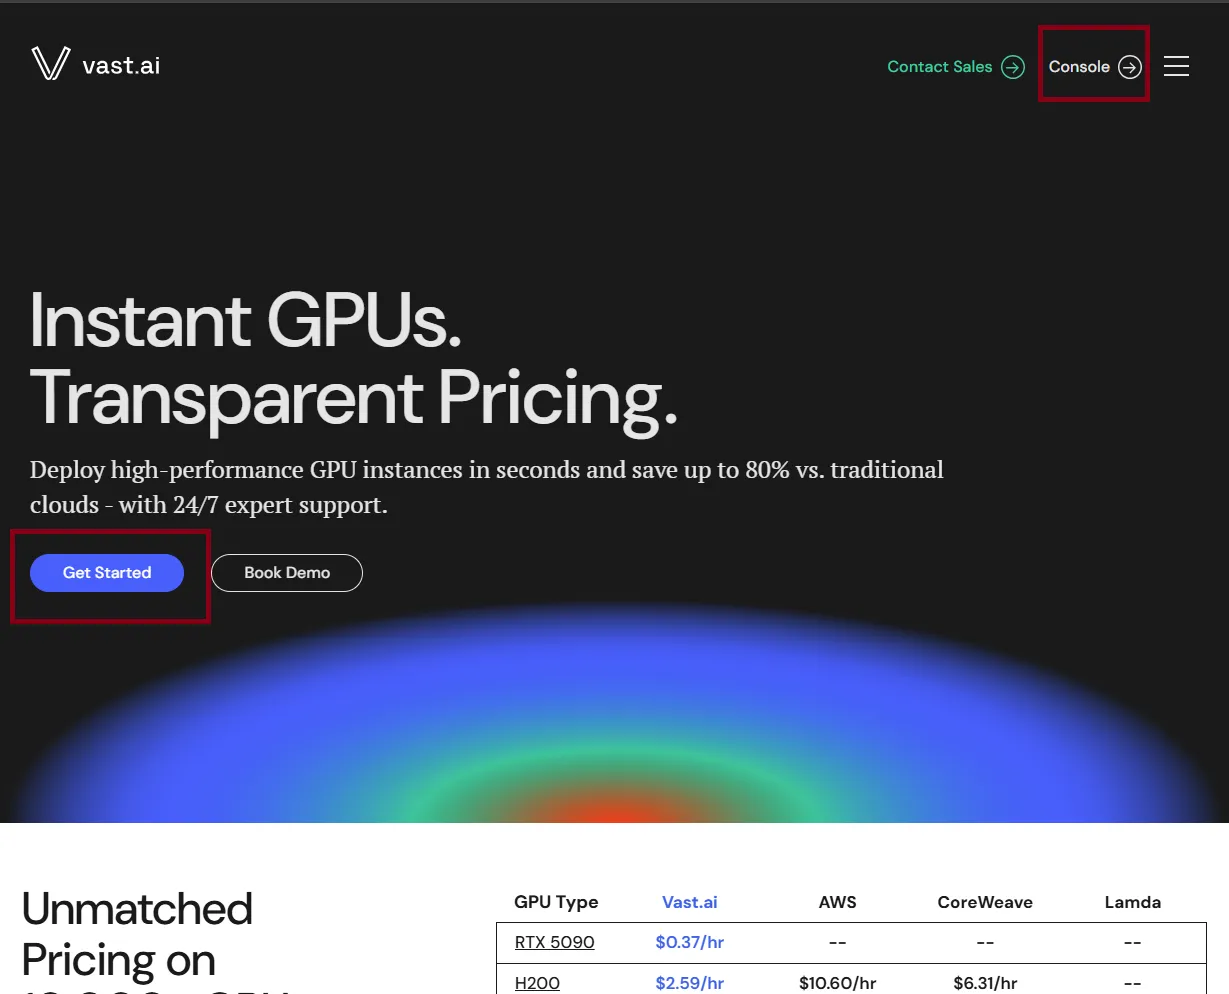 vast.ai
Contact Sales
Console
Instant GPUs.
Transparent Pricing.
Deploy high-performance GPU instances in seconds and save up to 80% vs. traditional
clouds - with 24/7 expert support.
Get Started
Book Demo
Unmatched
Pricing on
GPU Type Vast.ai AWS CoreWeave Lamda
RTX 5090 $0.37/hr -- -- --
H200 $2.59/hr $10.60/hr $6.31/hr --